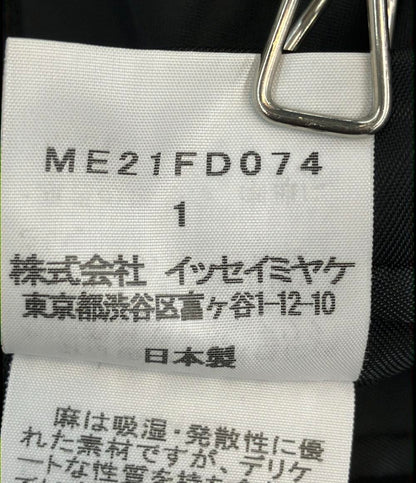 ME21FD074
1
株式会社 イッセイミヤケ
東京都渋谷区富ヶ谷1-12-10
日本製
麻は吸湿・発散性に優
れた素材ですが、デリケ
ートな性質を持ち